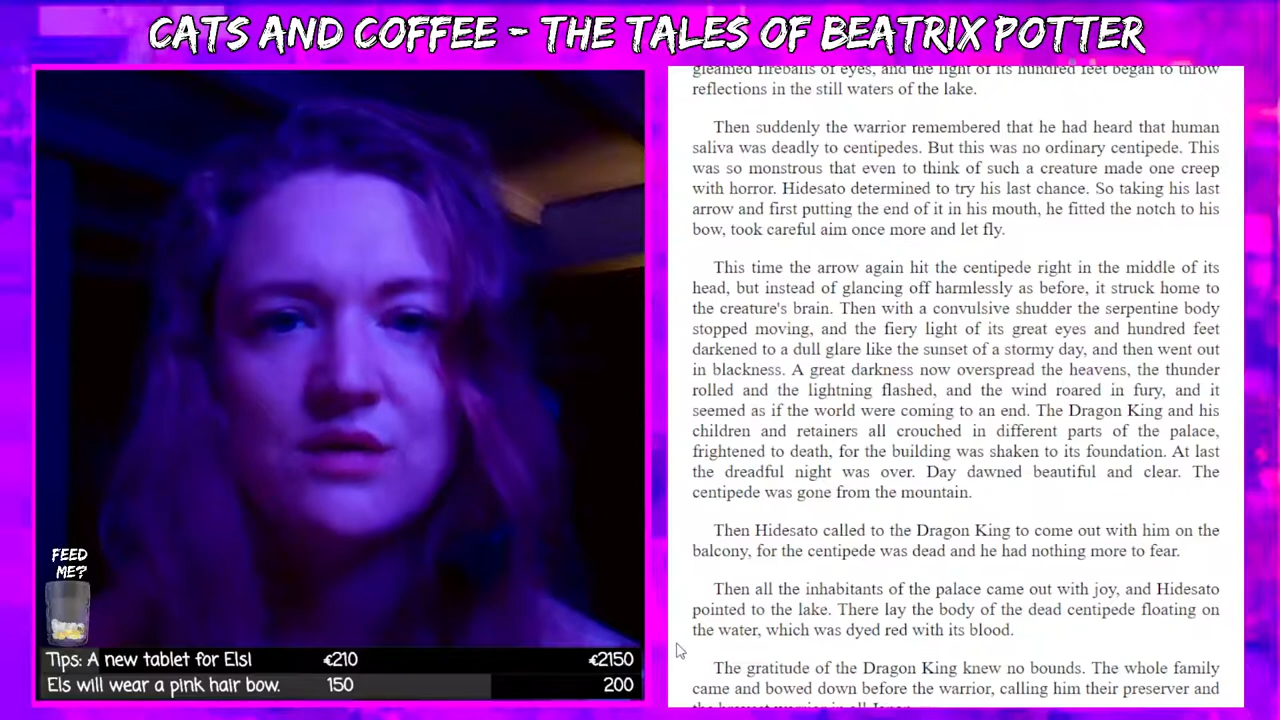 CATS AND COFFEE - THE TALES OF BEATRIX POTTER
gleamed fireballs of eyes, and the light of its hundred feet began to throw
reflections in the still waters of the lake.
Then suddenly the warrior remembered that he had heard that human
saliva was deadly to centipedes. But this was no ordinary centipede. This
was so monstrous that even to think of such a creature made one creep
with horror. Hidesato determined to try his last chance. So taking his last
arrow and first putting the end of it in his mouth, he fitted the notch to his
bow, took careful aim once more and let fly.
This time the arrow again hit the centipede right in the middle of its
head, but instead of glancing off harmlessly as before, it struck home to
the creature's brain. Then with a convulsive shudder the serpentine body
stopped moving, and the fiery light of its great eyes and hundred feet
darkened to a dull glare like the sunset of a stormy day, and then went out
in blackness. A great darkness now overspread the heavens, the thunder
rolled and the lightning flashed, and the wind roared in fury, and it
seemed as if the world were coming to an end. The Dragon King and his
children and retainers all crouched in different parts of the palace,
frightened to death, for the building was shaken to its foundation. At last
the dreadful night was over. Day dawned beautiful and clear. The
centipede was gone from the mountain.
Then Hidesato called to the Dragon King to come out with him on the
balcony, for the centipede was dead and he had nothing more to fear.
Then all the inhabitants of the palace came out with joy, and Hidesato
pointed to the lake. There lay the body of the dead centipede floating on
the water, which was dyed red with its blood.
The gratitude of the Dragon King knew no bounds. The whole family
came and bowed down before the warrior, calling him their preserver and
FEED
ME?
Tips: A new tablet for Els! €210 €2150
Els will wear a pink hair bow. 150 200